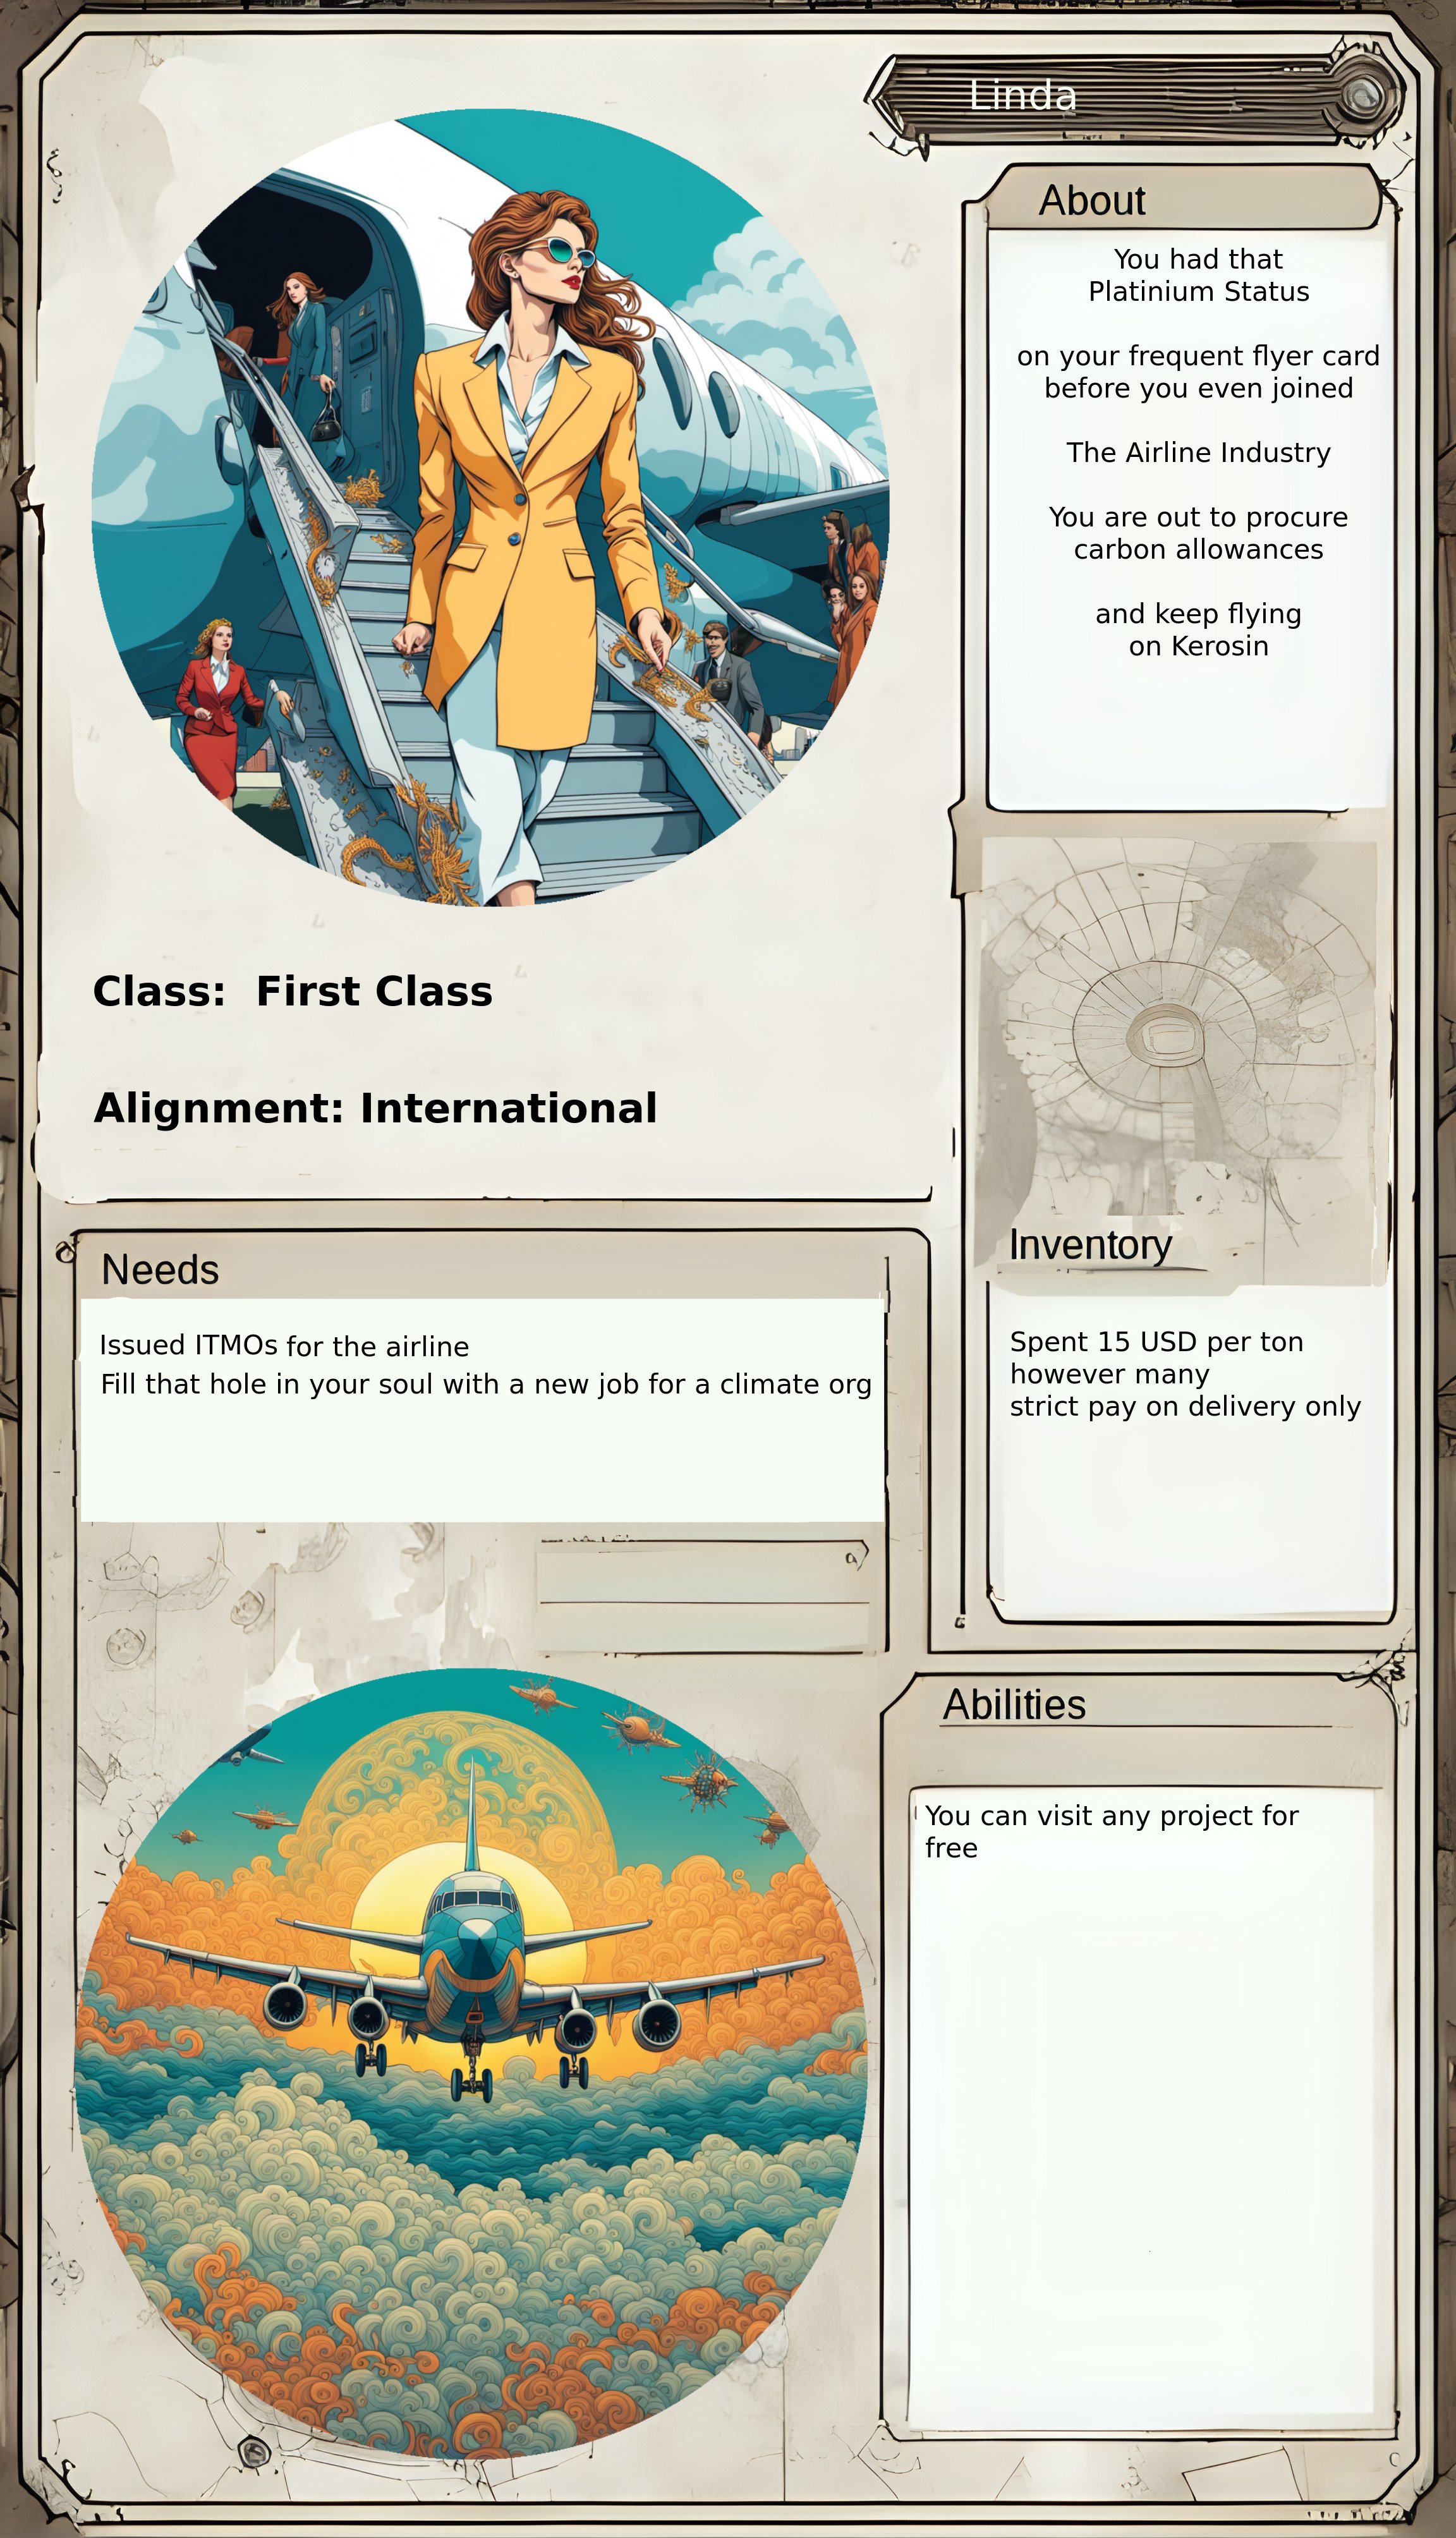 Linda
About
You had that
Platinium Status
on your frequent flyer card
before you even joined
The Airline Industry
You are out to procure
carbon allowances
and keep flying
on Kerosin
Class:  First Class
Alignment: International
Needs
Issued ITMOs for the airline
Fill that hole in your soul with a new job for a climate org
Inventory
Spent 15 USD per ton
however many
strict pay on delivery only
Abilities
You can visit any project for
free